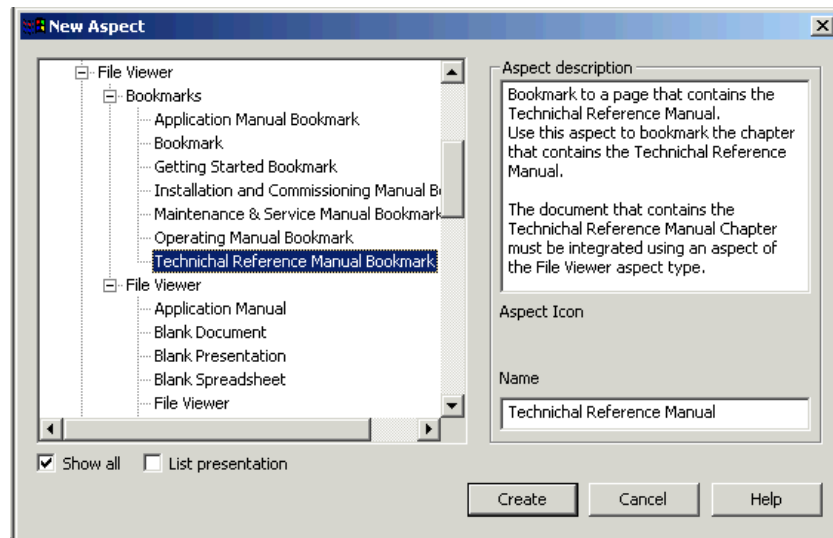 New Aspect
File Viewer
Bookmarks
Application Manual Bookmark
Bookmark
Getting Started Bookmark
Installation and Commissioning Manual
Maintenance & Service Manual Bookmark
Operating Manual Bookmark
Technichal Reference Manual Bookmark
File Viewer
Application Manual
Blank Document
Blank Presentation
Blank Spreadsheet
File Viewer
Show all
List presentation
Aspect description
Bookmark to a page that contains the
Technichal Reference Manual.
Use this aspect to bookmark the chapter
that contains the Technichal Reference
Manual.
The document that contains the
Technichal Reference Manual Chapter
must be integrated using an aspect of
the File Viewer aspect type.
Aspect Icon
Name
Technichal Reference Manual
Create
Cancel
Help